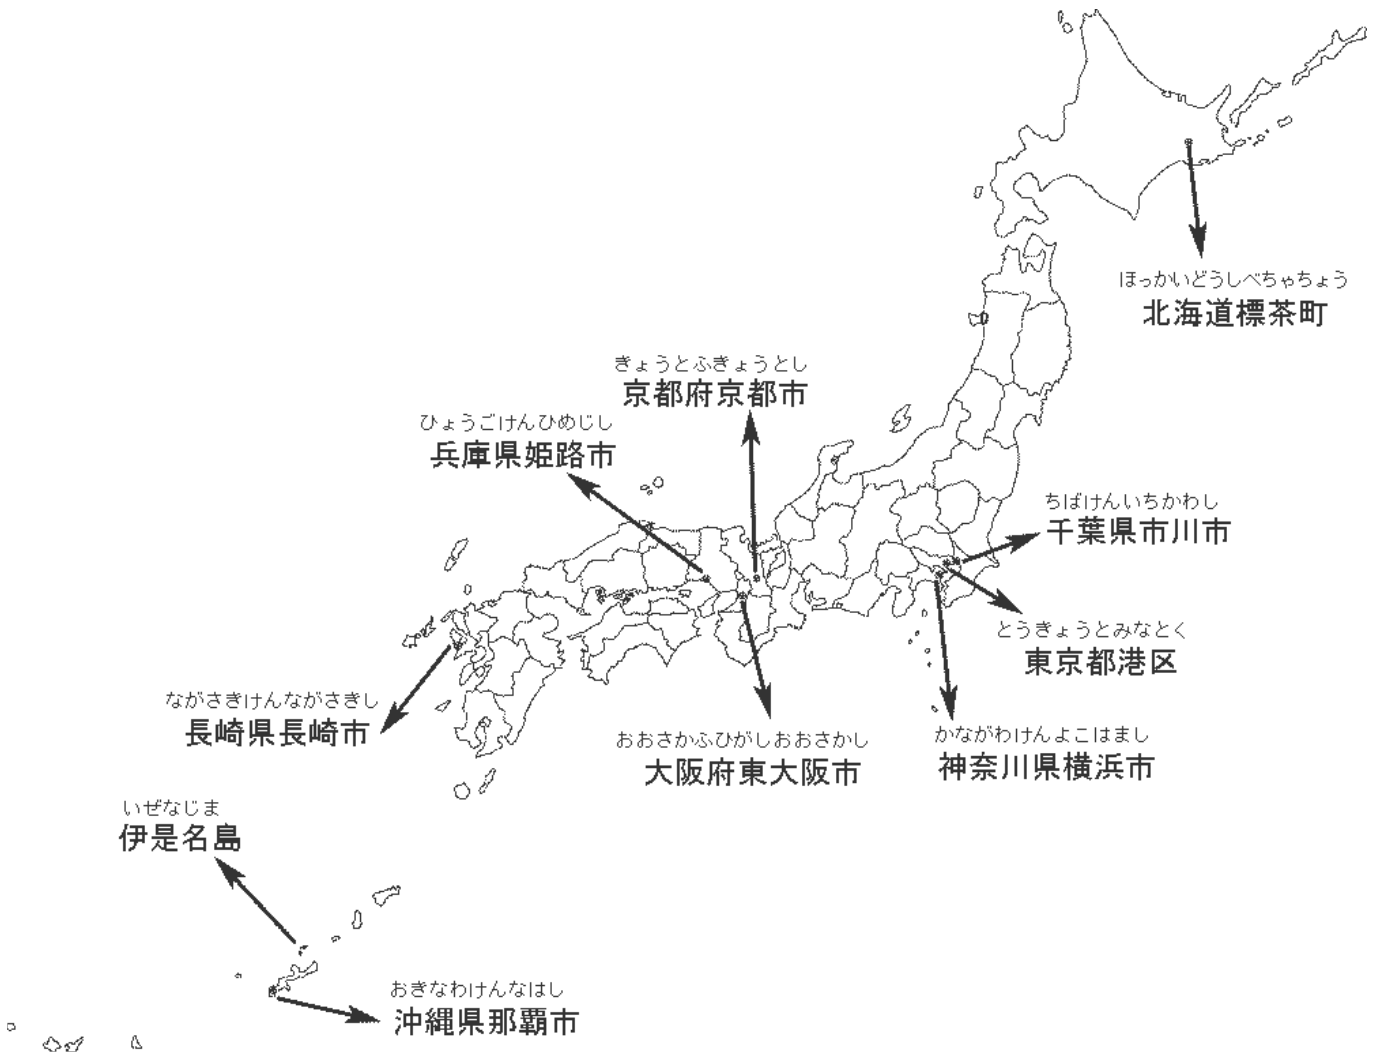 ほっかいどうしべちゃちょう
北海道標茶町
きょうとふきょうとし
京都府京都市
ひょうごけんひめじし
兵庫県姫路市
ちばけんいちかわし
千葉県市川市
とうきょうとみなとく
東京都港区
ながさきけんながさきし
長崎県長崎市
おおさかふひがしおおさかし
大阪府東大阪市
かながわけんよこはまし
神奈川県横浜市
いぜなじま
伊是名島
おきなわけんなはし
沖縄県那覇市